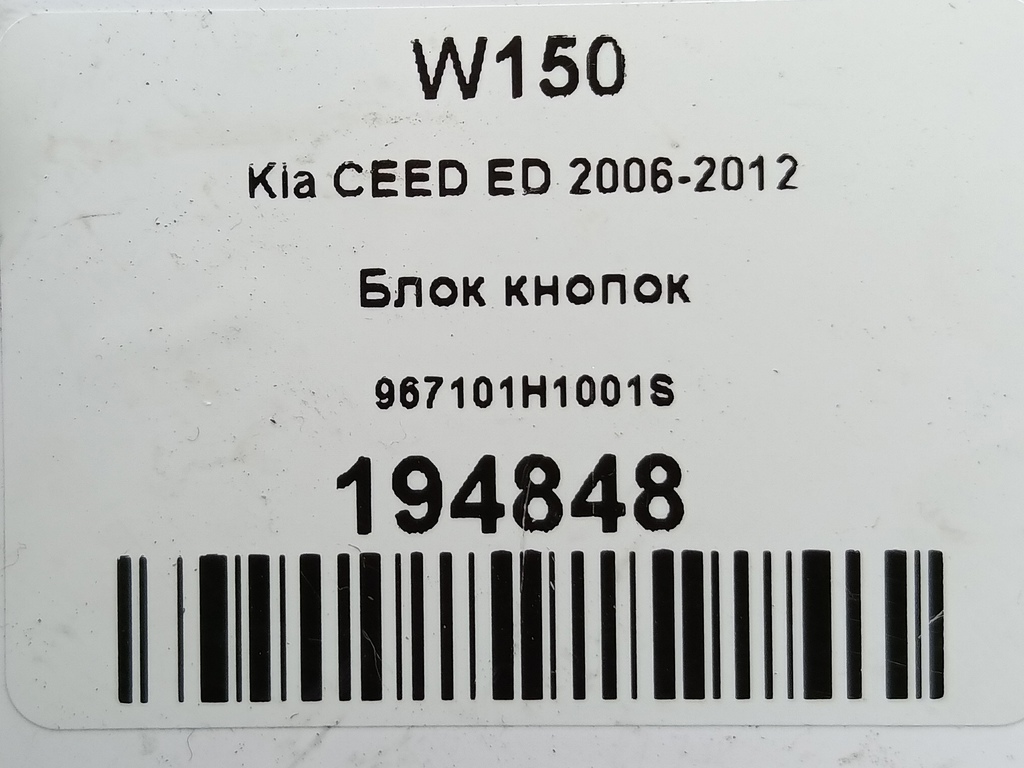 W150
Kia CEED ED 2006-2012
Блок кнопок
967101H1001S
194848